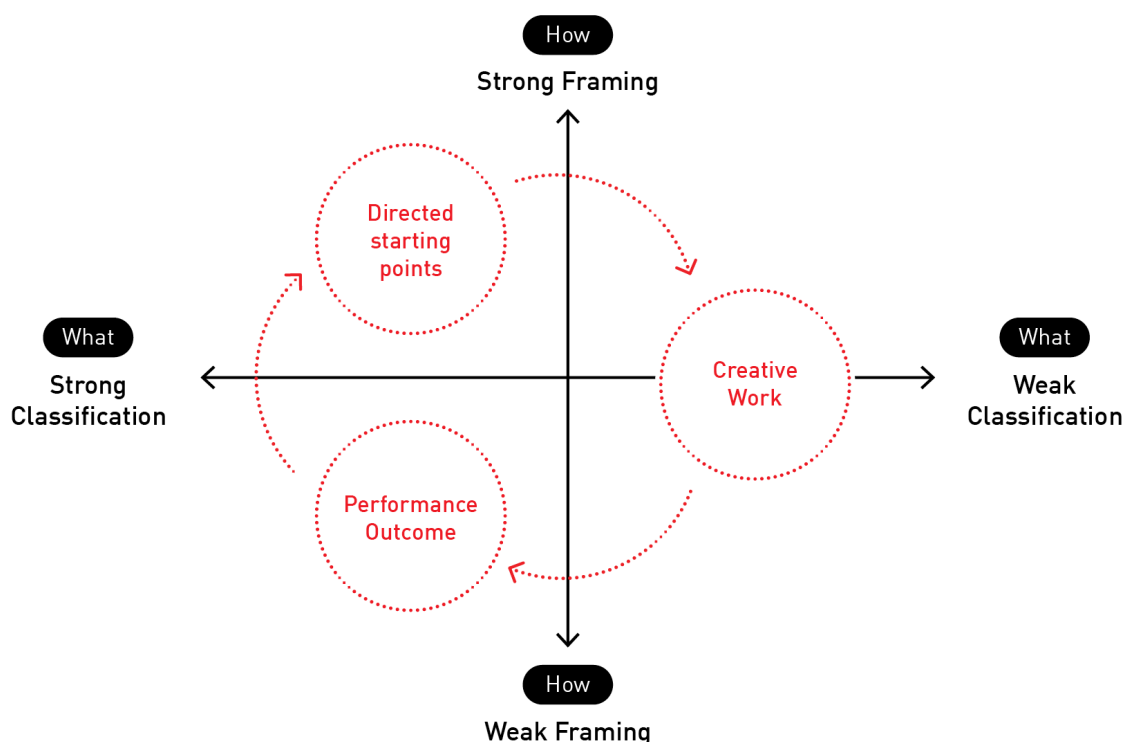 How
Strong Framing
Directed
starting
points
What
Strong
Classification
Creative
Work
What
Weak
Classification
Performance
Outcome
How
Weak Framing